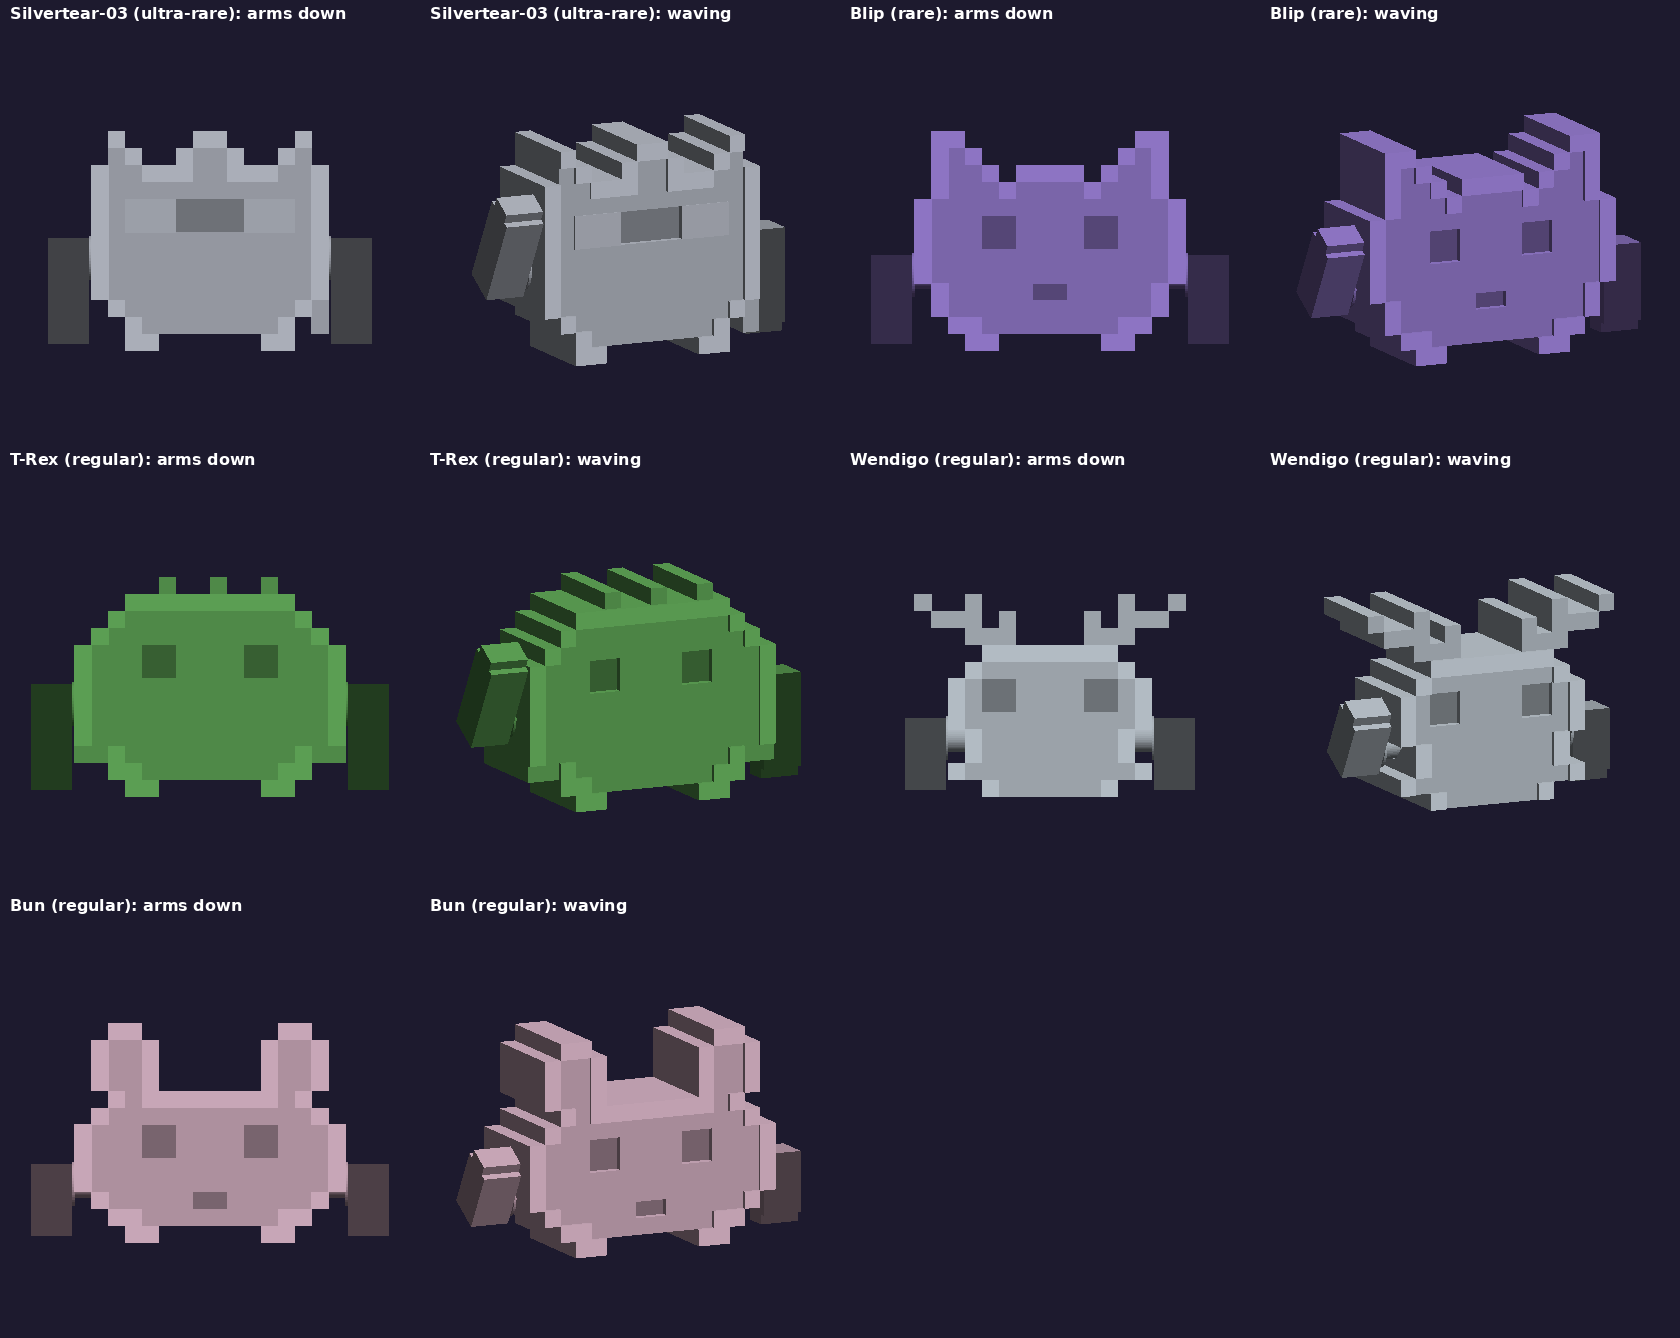 Silvertear-03 (ultra-rare): arms down
Silvertear-03 (ultra-rare): waving
Blip (rare): arms down
Blip (rare): waving
T-Rex (regular): arms down
T-Rex (regular): waving
Wendigo (regular): arms down
Wendigo (regular): waving
Bun (regular): arms down
Bun (regular): waving